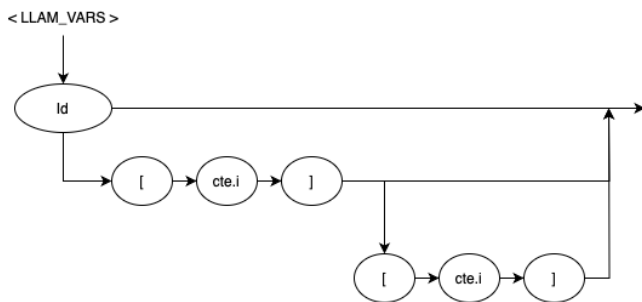 < LLAM_VARS >
Id
[ cte.i ]
[ cte.i ]